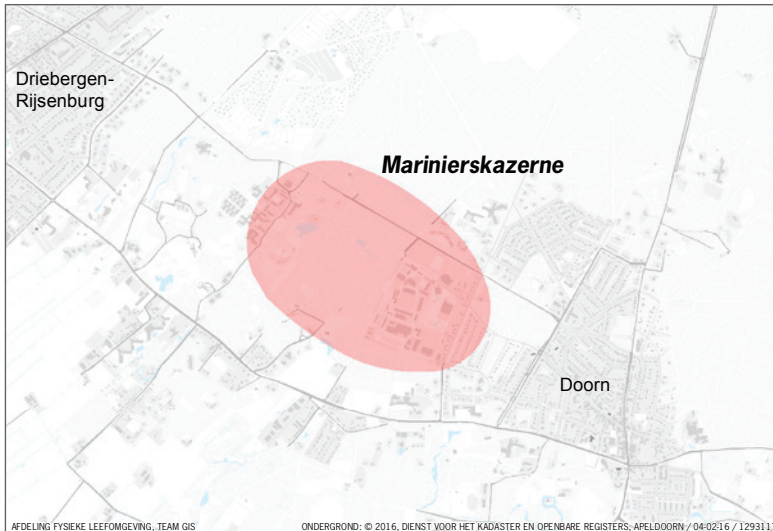 Driebergen-
Rijsenburg
Marinierskazerne
Doorn
AFDELING FYSIEKE LEEFOMGEVING, TEAM GIS
ONDERGROND: © 2016, DIENST VOOR HET KADASTER EN OPENBARE REGISTERS, APELDOORN / 04-02-16 / 129311